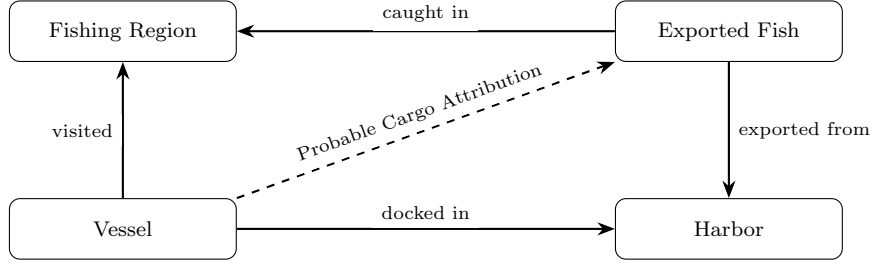 caught in
Fishing Region
Exported Fish
Probable Cargo Attribution
visited
exported from
docked in
Vessel
Harbor